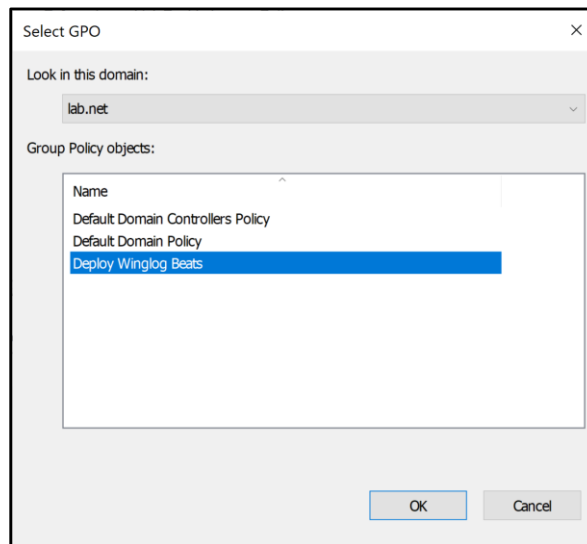 Select GPO
Look in this domain:
lab.net
Group Policy objects:
Name
Default Domain Controllers Policy
Default Domain Policy
Deploy Winglog Beats
OK
Cancel